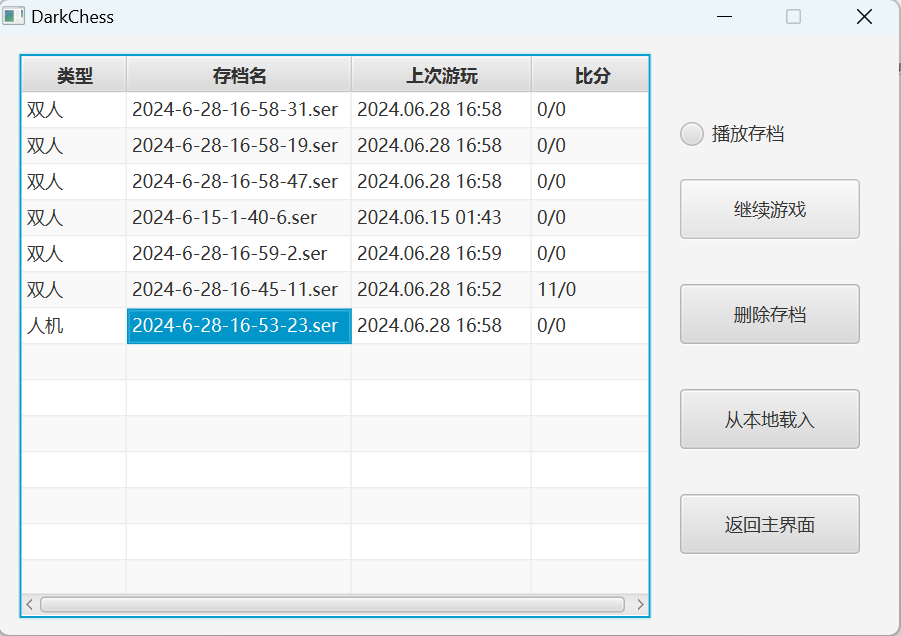 DarkChess
类型 存档名 上次游玩 比分
双人 2024-6-28-16-58-31.ser 2024.06.28 16:58 0/0
双人 2024-6-28-16-58-19.ser 2024.06.28 16:58 0/0
双人 2024-6-28-16-58-47.ser 2024.06.28 16:58 0/0
双人 2024-6-15-1-40-6.ser 2024.06.15 01:43 0/0
双人 2024-6-28-16-59-2.ser 2024.06.28 16:59 0/0
双人 2024-6-28-16-45-11.ser 2024.06.28 16:52 11/0
人机 2024-6-28-16-53-23.ser 2024.06.28 16:58 0/0
播放存档
继续游戏
删除存档
从本地载入
返回主界面